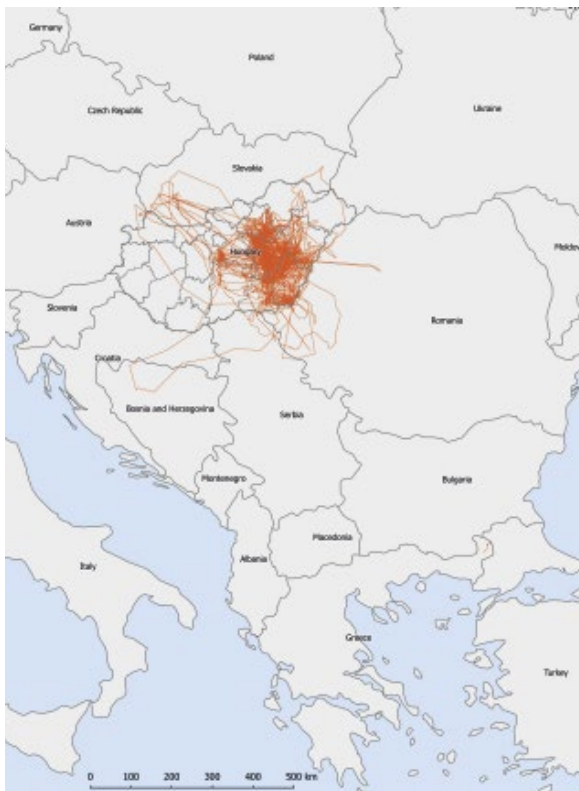 Germany
Poland
Czech Republic
Ukraine
Slovakia
Austria
Moldov
Hungary
Slovenia
Romania
Croatia
Bosnia and Herzegovina
Serbia
Montenegro
Bulgaria
Macedonia
Albania
Italy
Greece
Turkey
0 100 200 300 400 500 km